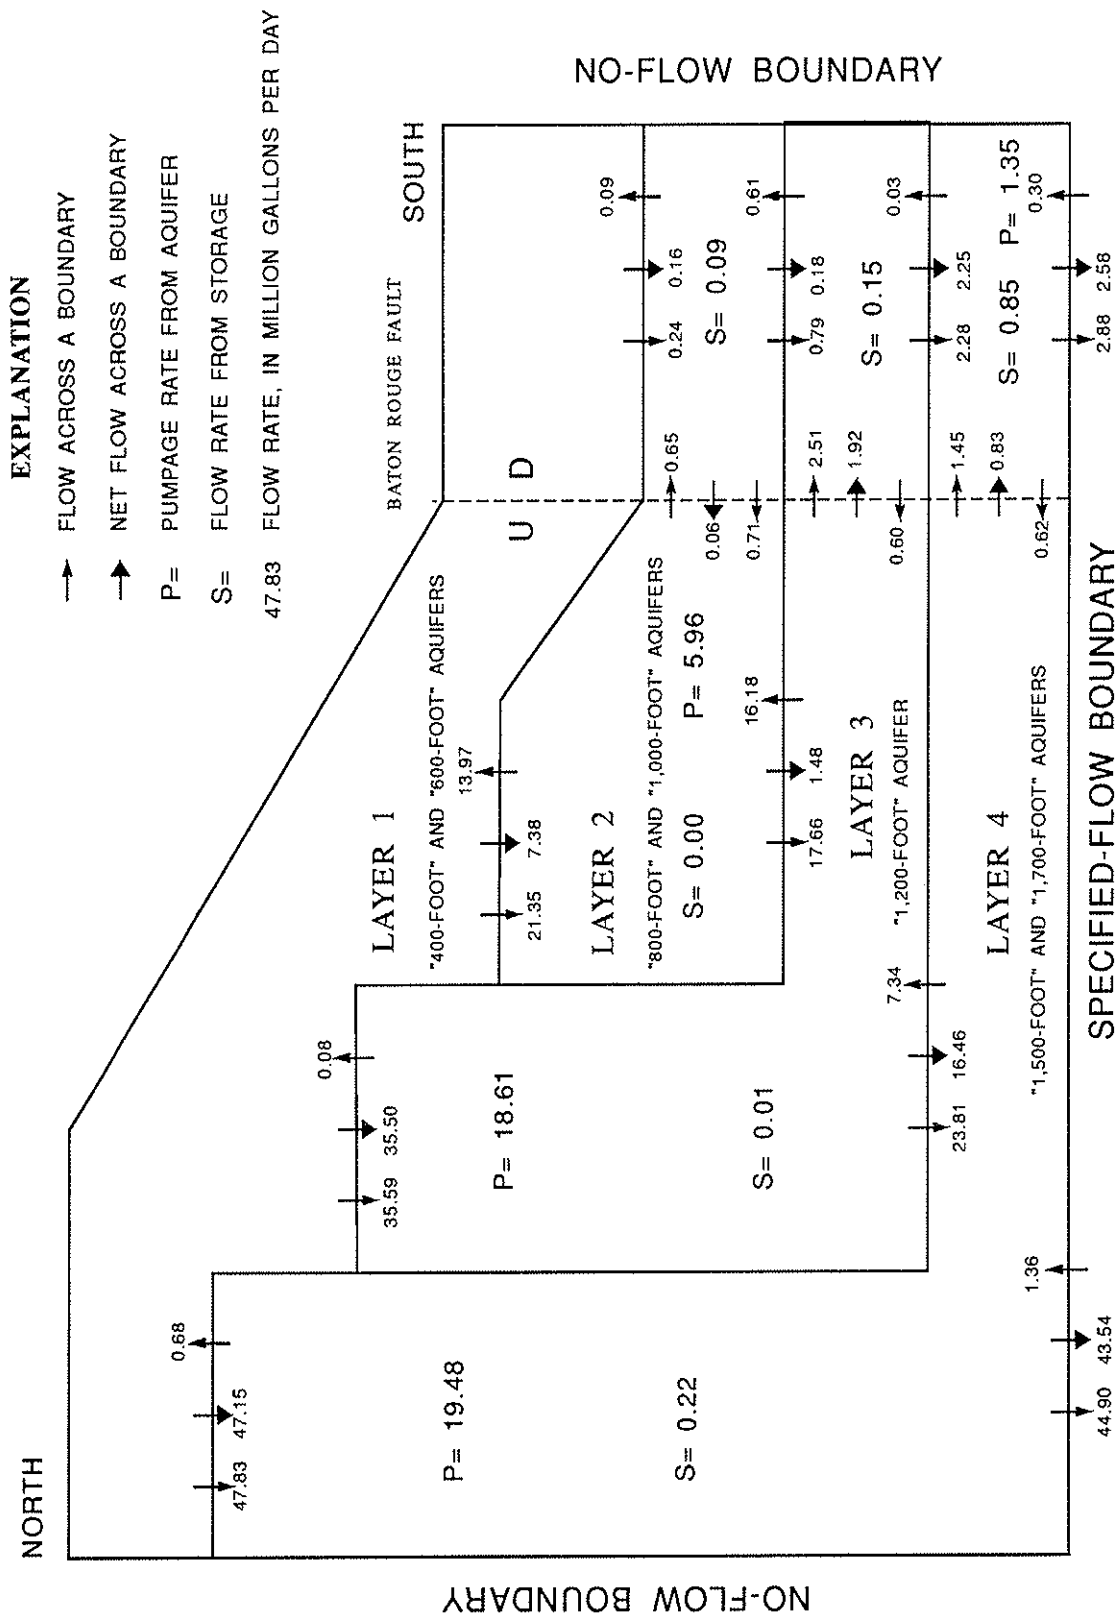 EXPLANATION
FLOW ACROSS A BOUNDARY
NET FLOW ACROSS A BOUNDARY
P= PUMPAGE RATE FROM AQUIFER
S= FLOW RATE FROM STORAGE
47.83 FLOW RATE, IN MILLION GALLONS PER DAY
NORTH
SOUTH
BATON ROUGE FAULT
U D
NO-FLOW BOUNDARY
NO-FLOW BOUNDARY
47.83 47.15 0.68
35.59 35.50 0.08
LAYER 1
"400-FOOT" AND "600-FOOT" AQUIFERS
21.35 7.38 13.97
0.24 0.16 0.09
LAYER 2
"800-FOOT" AND "1,000-FOOT" AQUIFERS
S= 0.00 P= 5.96
0.65
0.06
0.71
S= 0.09
17.66 1.48 16.18
0.79 0.18 0.61
P= 18.61
S= 0.01
LAYER 3
"1,200-FOOT" AQUIFER
2.51
1.92
0.60
S= 0.15
23.81 16.46 7.34
2.28 2.25 0.03
P= 19.48
S= 0.22
LAYER 4
"1,500-FOOT" AND "1,700-FOOT" AQUIFERS
1.45
0.83
0.62
S= 0.85 P= 1.35
44.90 43.54 1.36
2.88 2.58 0.30
SPECIFIED-FLOW BOUNDARY